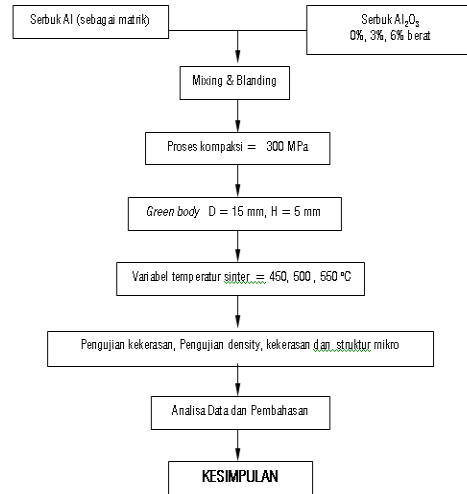 Serbuk Al (sebagai matrik)
Serbuk Al₂O₃
0%, 3%, 6% berat
Mixing & Blanding
Proses kompaksi = 300 MPa
Green body D = 15 mm, H = 5 mm
Variabel temperatur sinter = 450, 500 , 550 °C
Pengujian kekerasan, Pengujian density, kekerasan dan struktur mikro
Analisa Data dan Pembahasan
KESIMPULAN